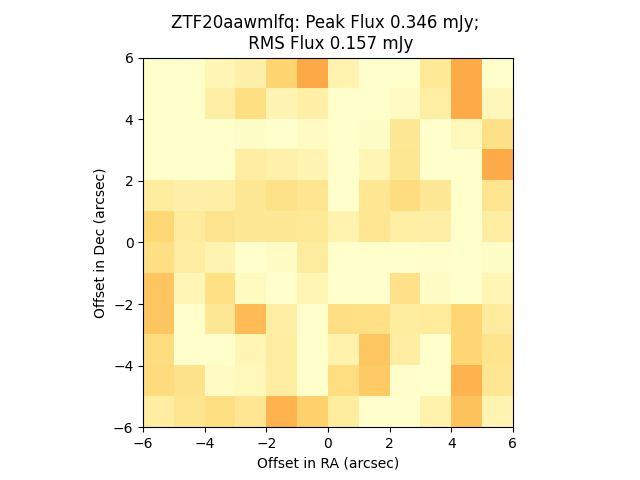 ZTF20aawmlfq: Peak Flux 0.346 mJy;
RMS Flux 0.157 mJy
6
4
2
0
−2
−4
−6
Offset in Dec (arcsec)
−6 −4 −2 0 2 4 6
Offset in RA (arcsec)